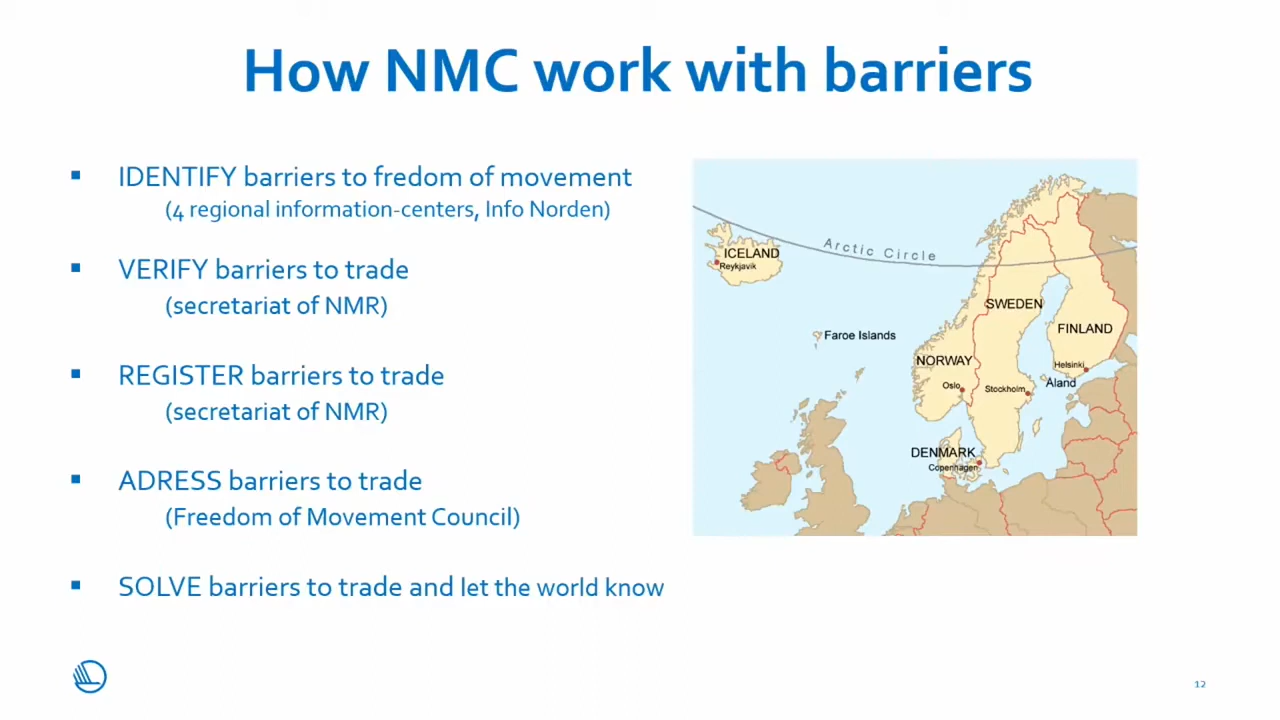 How NMC work with barriers
IDENTIFY barriers to fredom of movement
(4 regional information-centers, Info Norden)
VERIFY barriers to trade
(secretariat of NMR)
REGISTER barriers to trade
(secretariat of NMR)
ADRESS barriers to trade
(Freedom of Movement Council)
SOLVE barriers to trade and let the world know
Arctic Circle
ICELAND
Reykjavik
SWEDEN
Faroe Islands
FINLAND
NORWAY
Helsinki
Oslo
Stockholm
Åland
DENMARK
Copenhagen
12